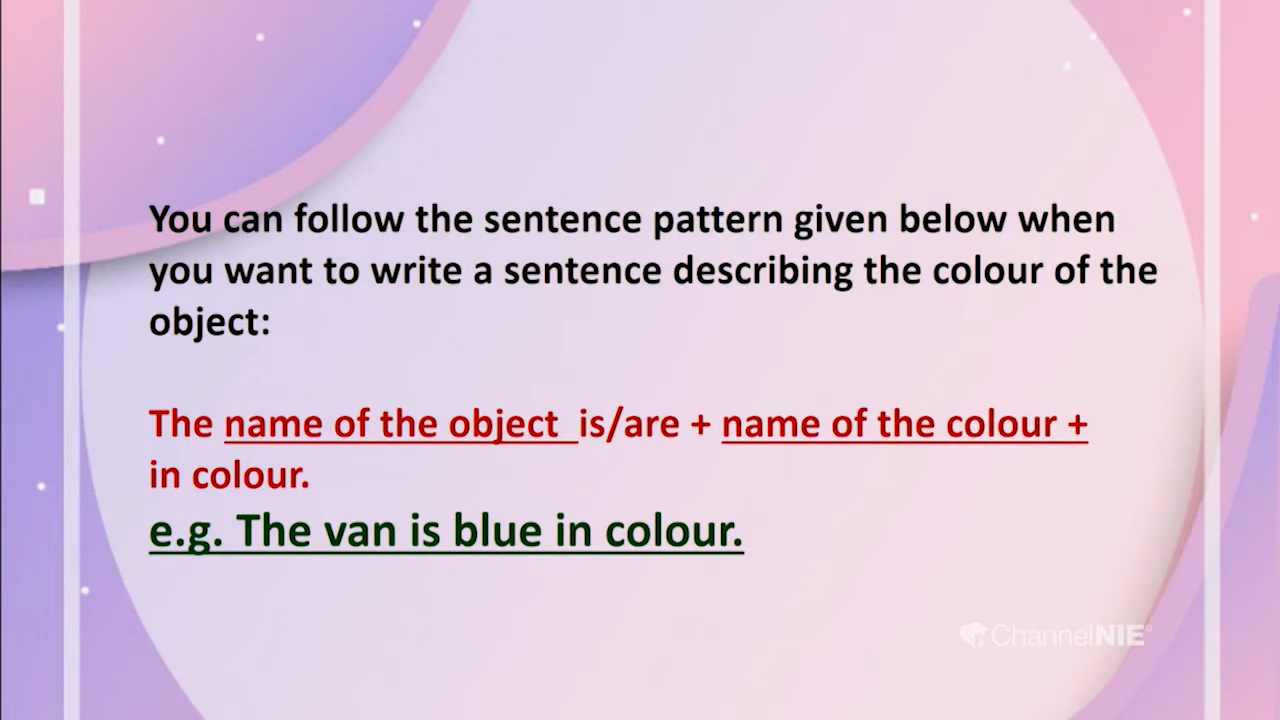 You can follow the sentence pattern given below when
you want to write a sentence describing the colour of the
object:
The name of the object is/are + name of the colour +
in colour.
e.g. The van is blue in colour.
ChannelNIE®